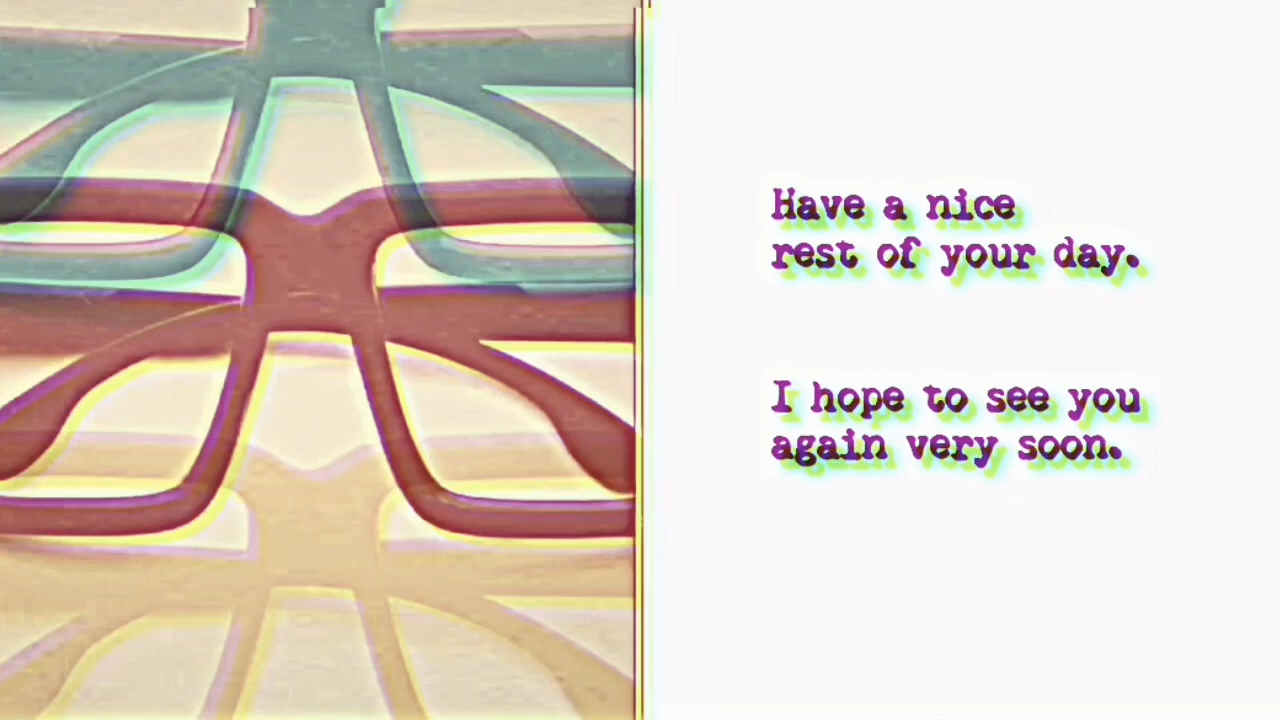 Have a nice
rest of your day.
I hope to see you
again very soon.